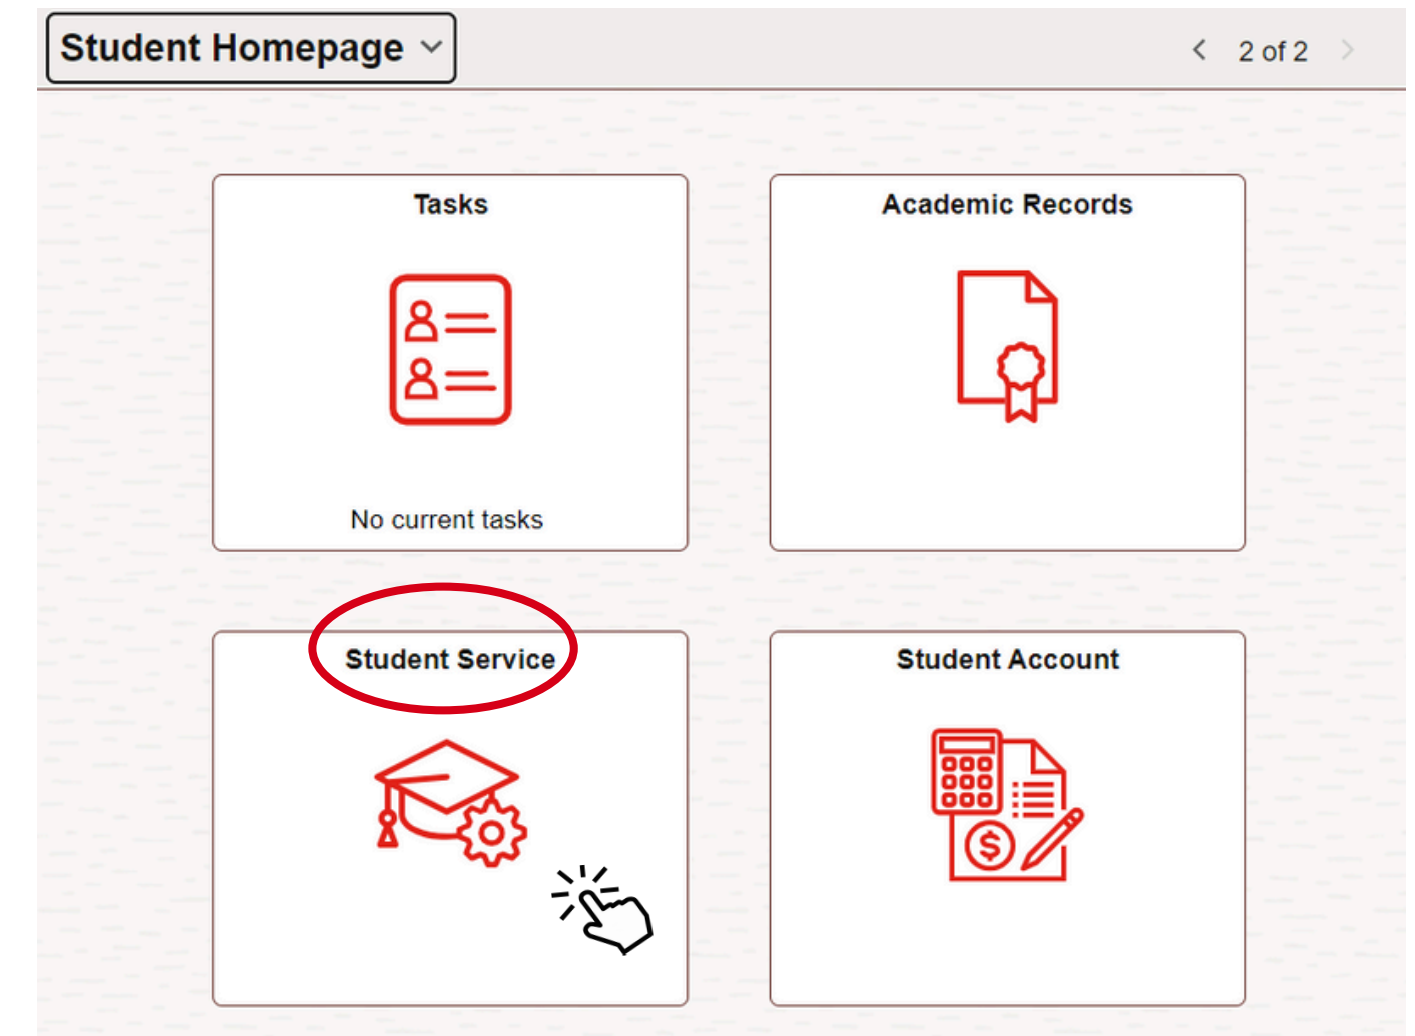 Student Homepage
2 of 2
Tasks
Academic Records
No current tasks
Student Service
Student Account
$